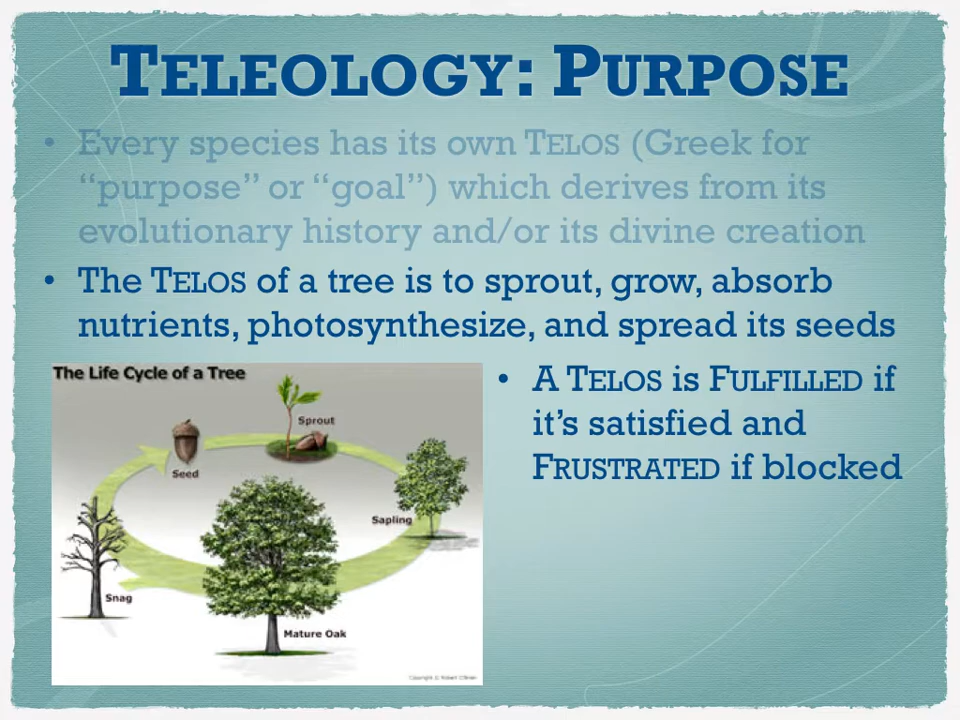 TELEOLOGY: PURPOSE
• Every species has its own TELOS (Greek for
“purpose” or “goal”) which derives from its
evolutionary history and/or its divine creation
• The TELOS of a tree is to sprout, grow, absorb
nutrients, photosynthesize, and spread its seeds
The Life Cycle of a Tree
Sprout
Seed
Sapling
Snag
Mature Oak
Copyright © Robert O'Brien
• A TELOS is FULFILLED if
it’s satisfied and
FRUSTRATED if blocked